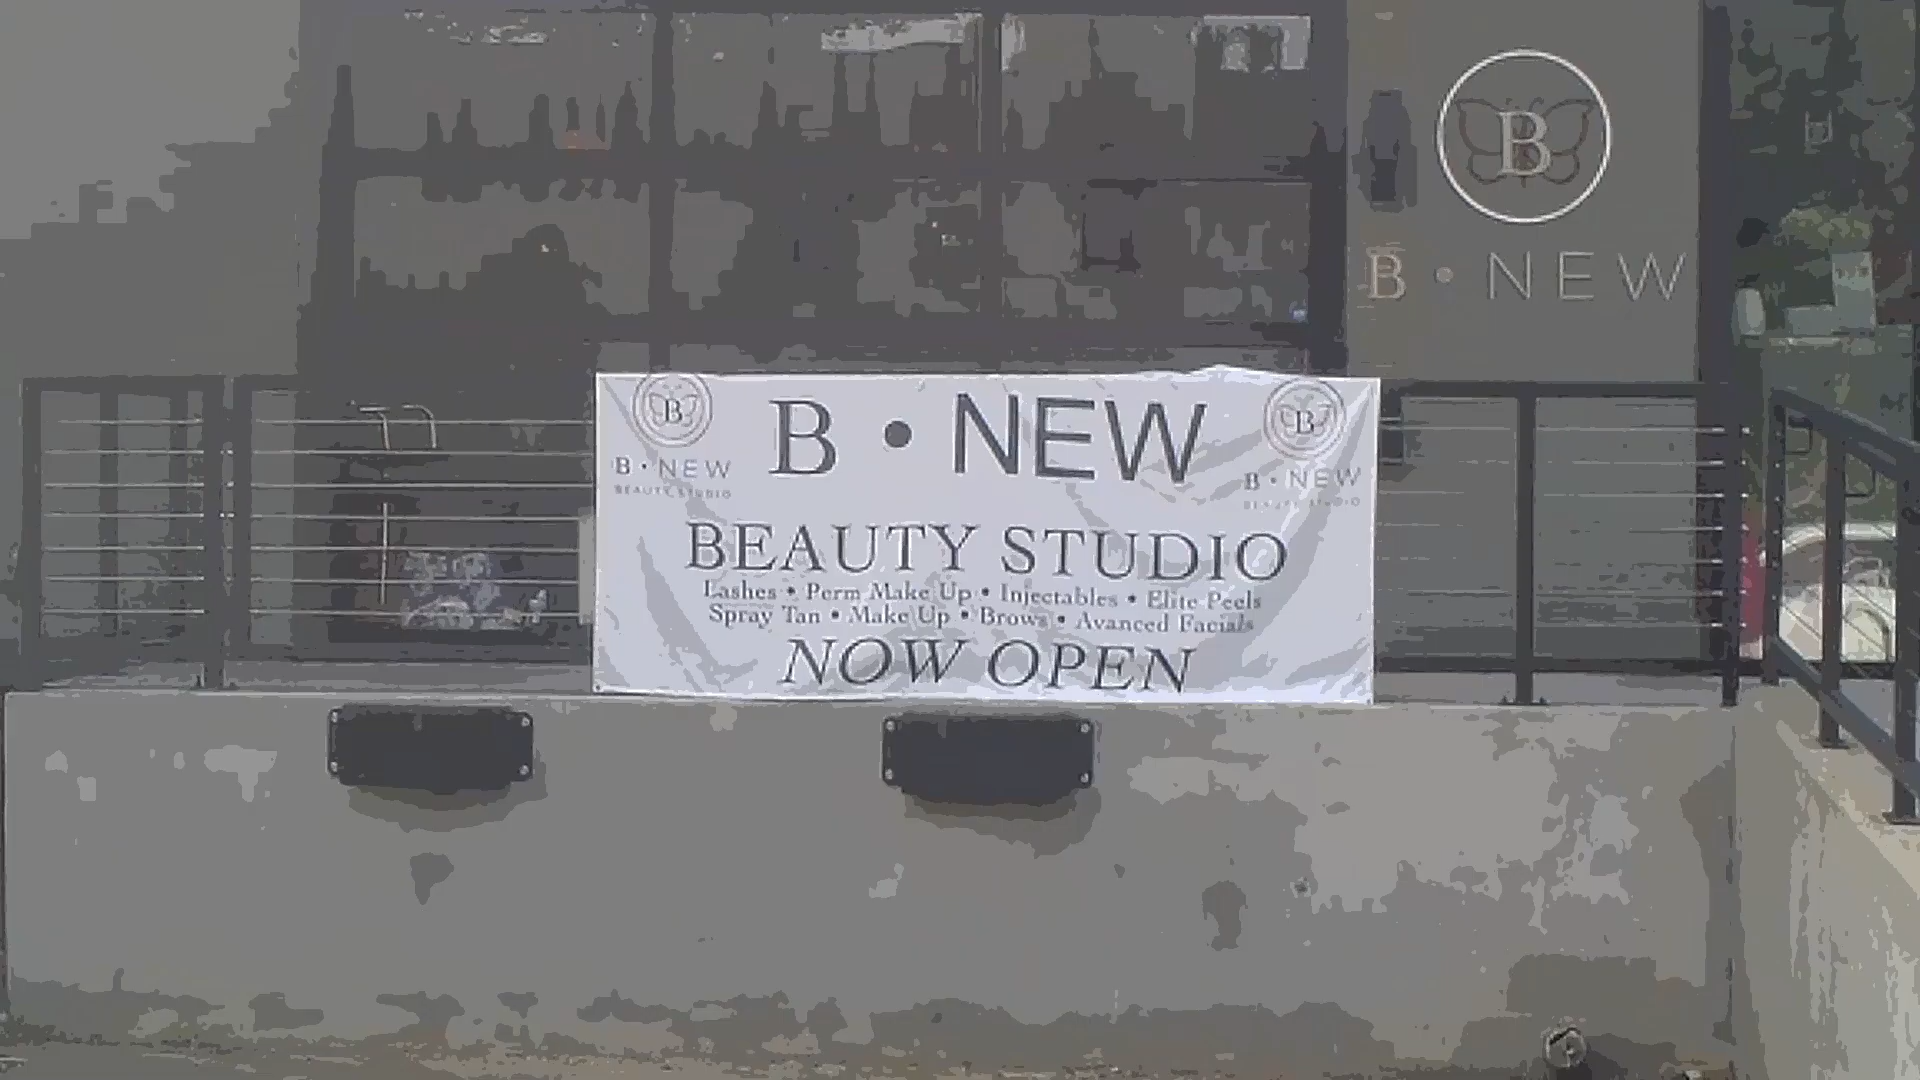 B
B • NEW
B
B • NEW
BEAUTY STUDIO
B • NEW
B
B • NEW
BEAUTY STUDIO
BEAUTY STUDIO
Lashes • Perm Make Up • Injectables • Elite Peels
Spray Tan • Make Up • Brows • Avanced Facials
NOW OPEN